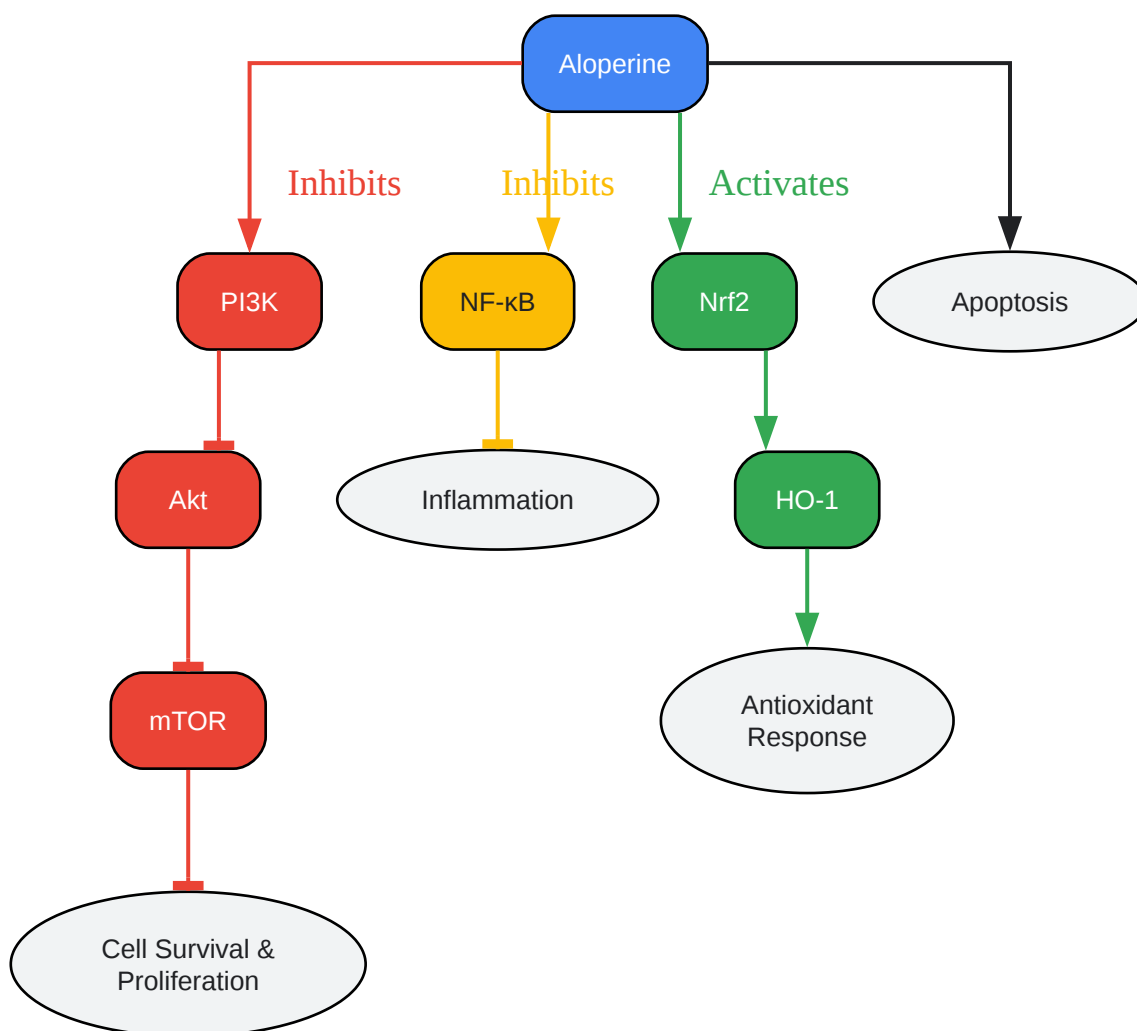 Aloperine
Inhibits
Inhibits
Activates
PI3K
NF-κB
Nrf2
Apoptosis
Akt
Inflammation
HO-1
mTOR
Antioxidant
Response
Cell Survival &
Proliferation